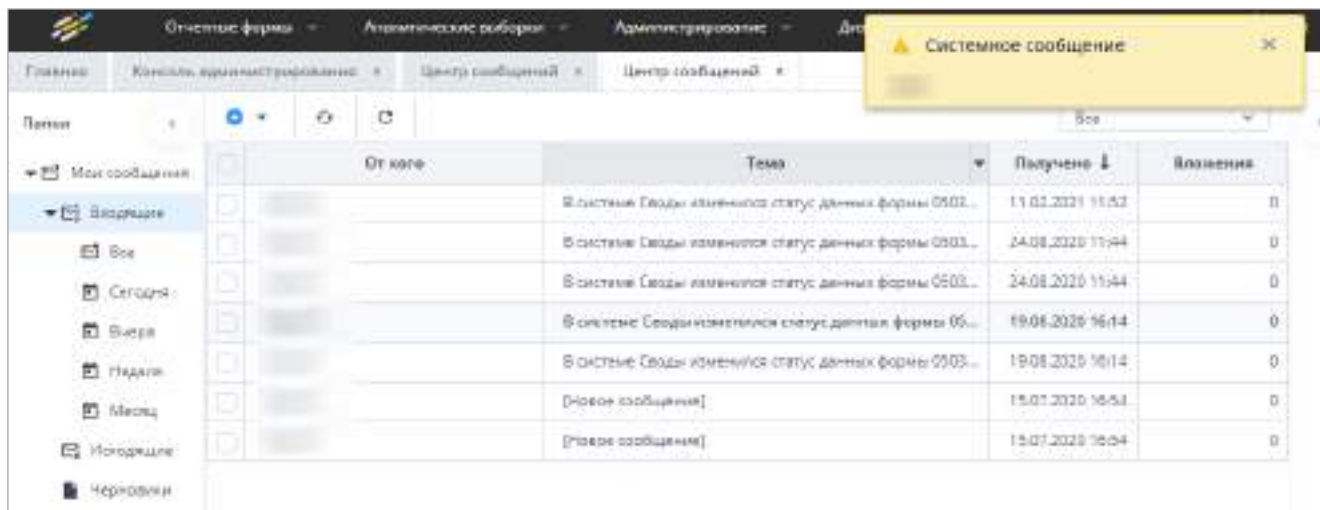 Отчетные формы Аналитические выборки Администрирование
Системное сообщение
Главная Консоль администрирования × Центр сообщений × Центр сообщений ×
Папки
Все
От кого Тема Получено Вложения
Мои сообщения
Входящие
Все
Сегодня
Вчера
Неделя
Месяц
Исходящие
Черновики
В системе Своды изменился статус данных формы 0503... 11.02.2021 11:52 0
В системе Своды изменился статус данных формы 0503... 24.08.2020 11:44 0
В системе Своды изменился статус данных формы 0503... 24.08.2020 11:44 0
В системе Своды изменился статус данных формы 05... 19.08.2020 16:14 0
В системе Своды изменился статус данных формы 0503... 19.08.2020 16:14 0
[Новое сообщение] 15.07.2020 16:54 0
[Новое сообщение] 15.07.2020 16:54 0